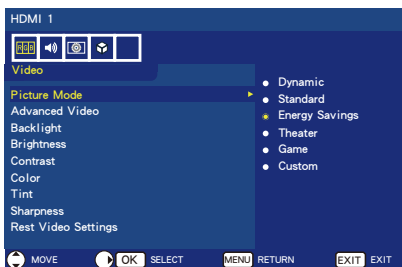 HDMI 1
RGB
Video
Picture Mode
Advanced Video
Backlight
Brightness
Contrast
Color
Tint
Sharpness
Rest Video Settings
Dynamic
Standard
Energy Savings
Theater
Game
Custom
MOVE OK SELECT MENU RETURN EXIT EXIT